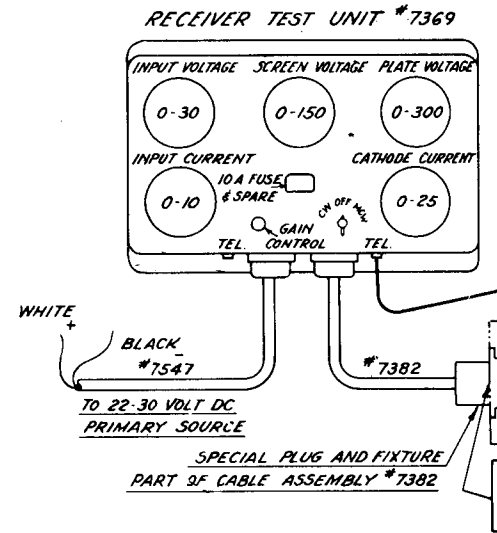 RECEIVER TEST UNIT #7369
INPUT VOLTAGE SCREEN VOLTAGE PLATE VOLTAGE
0-30 0-150 0-300
INPUT CURRENT CATHODE CURRENT
10 A FUSE
& SPARE
0-10 0-25
CW OFF MCW
GAIN
TEL. CONTROL TEL.
WHITE
+
BLACK
-
#7547 #7382
TO 22-30 VOLT DC
PRIMARY SOURCE
SPECIAL PLUG AND FIXTURE
PART OF CABLE ASSEMBLY #7382